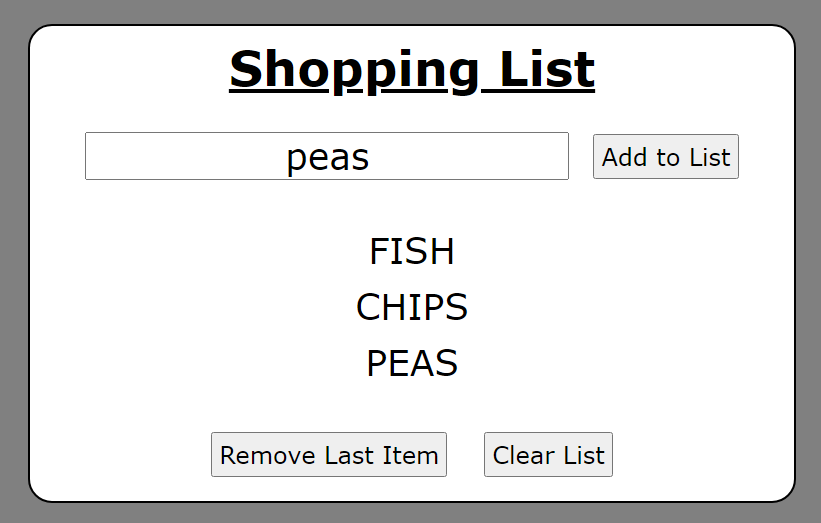 Shopping List
peas Add to List
FISH
CHIPS
PEAS
Remove Last Item Clear List